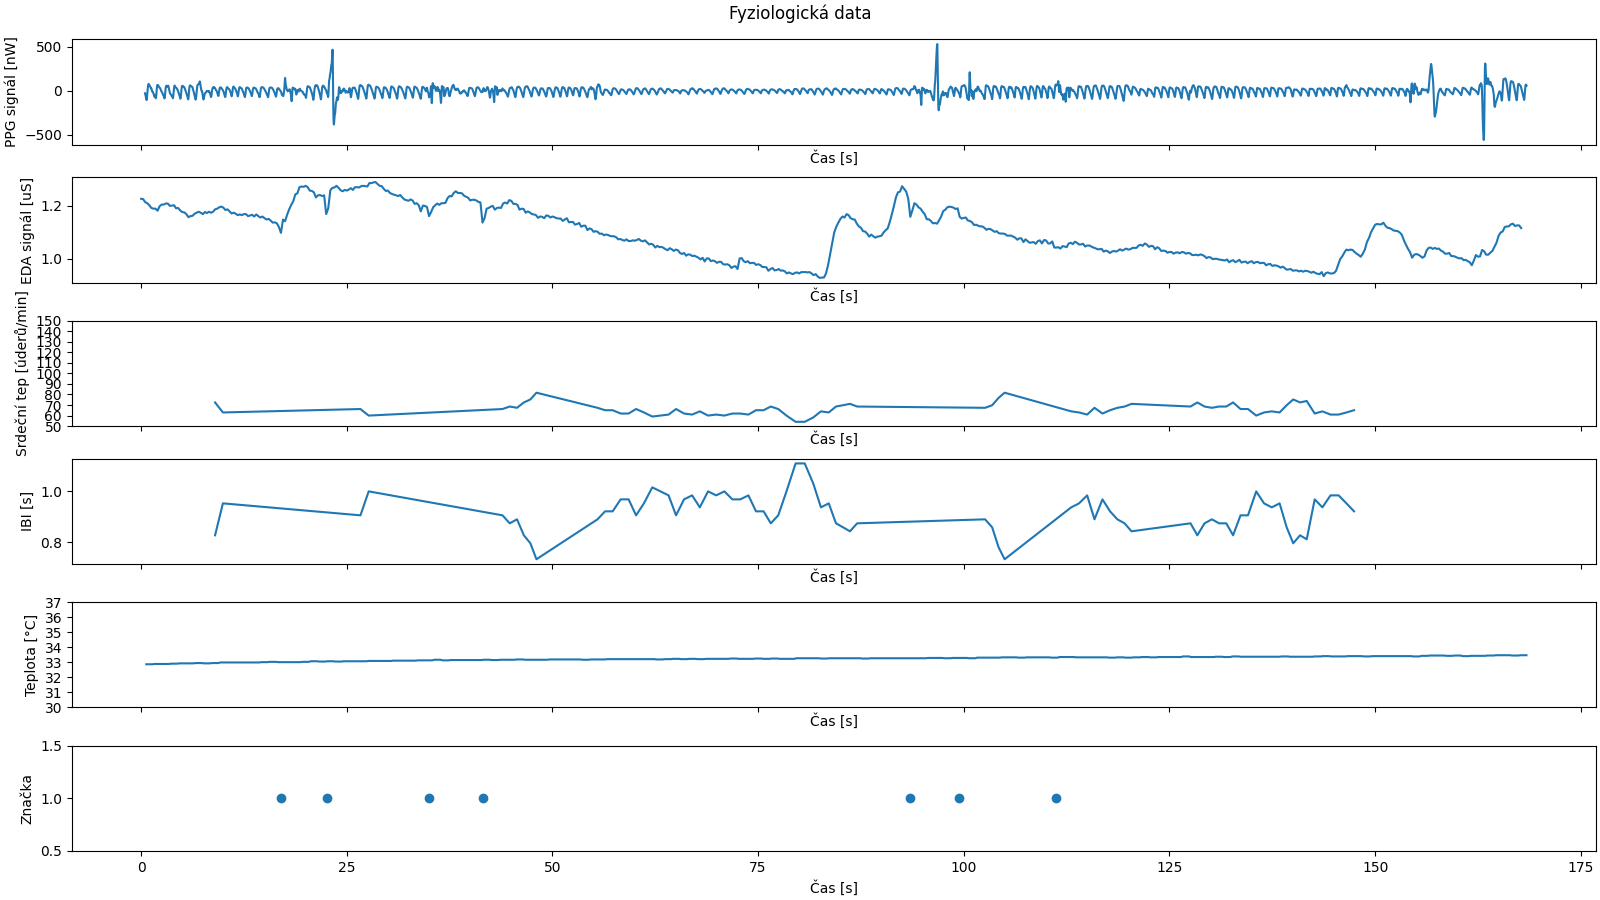 Fyziologická data
PPG signál [nW]
500
0
−500
Čas [s]
EDA signál [uS]
1.2
1.0
Čas [s]
Srdeční tep [úderů/min]
150
140
130
120
110
100
90
80
70
60
50
Čas [s]
IBI [s]
1.0
0.8
Čas [s]
Teplota [°C]
37
36
35
34
33
32
31
30
Čas [s]
Značka
1.5
1.0
0.5
0 25 50 75 100 125 150 175
Čas [s]